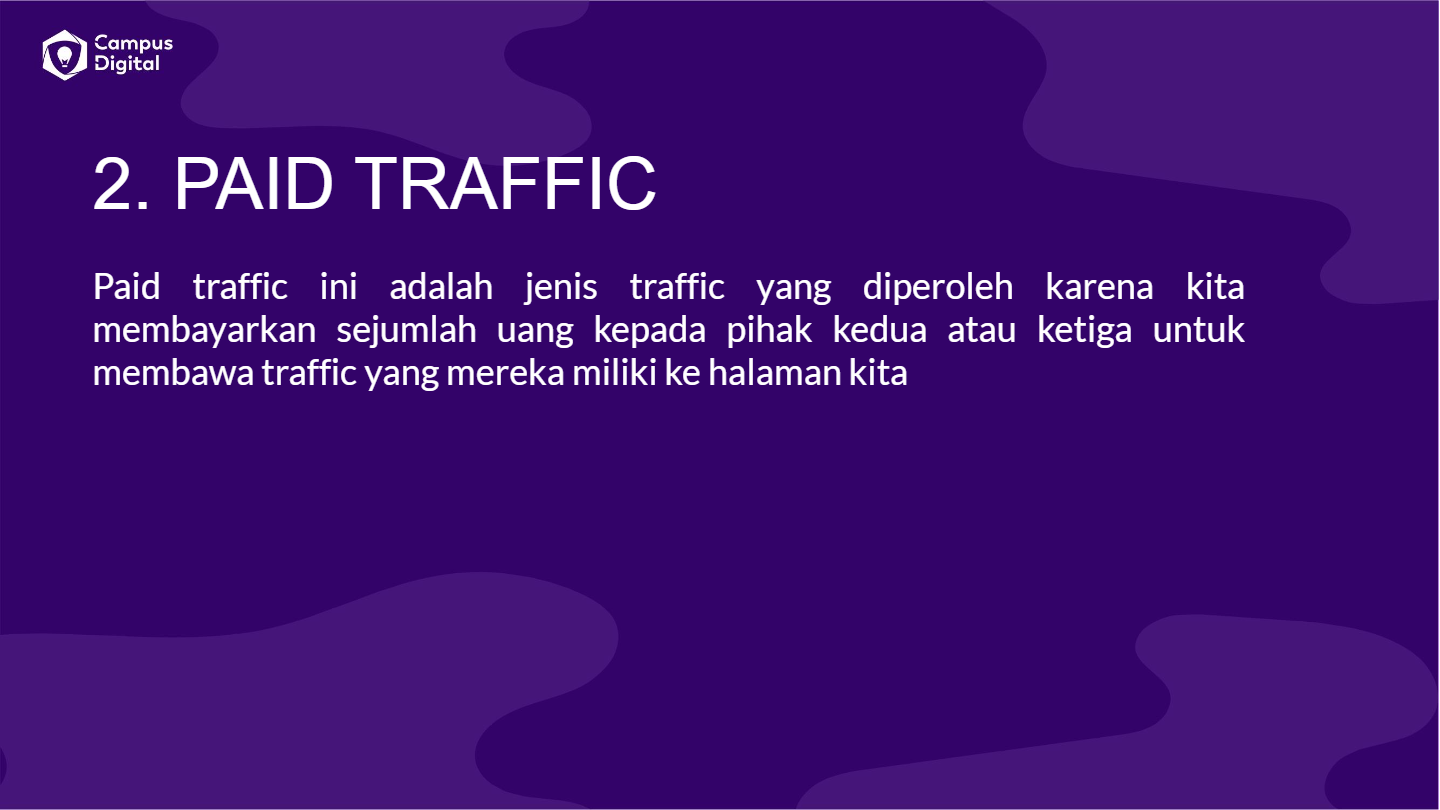 Campus
Digital
2. PAID TRAFFIC
Paid traffic ini adalah jenis traffic yang diperoleh karena kita
membayarkan sejumlah uang kepada pihak kedua atau ketiga untuk
membawa traffic yang mereka miliki ke halaman kita